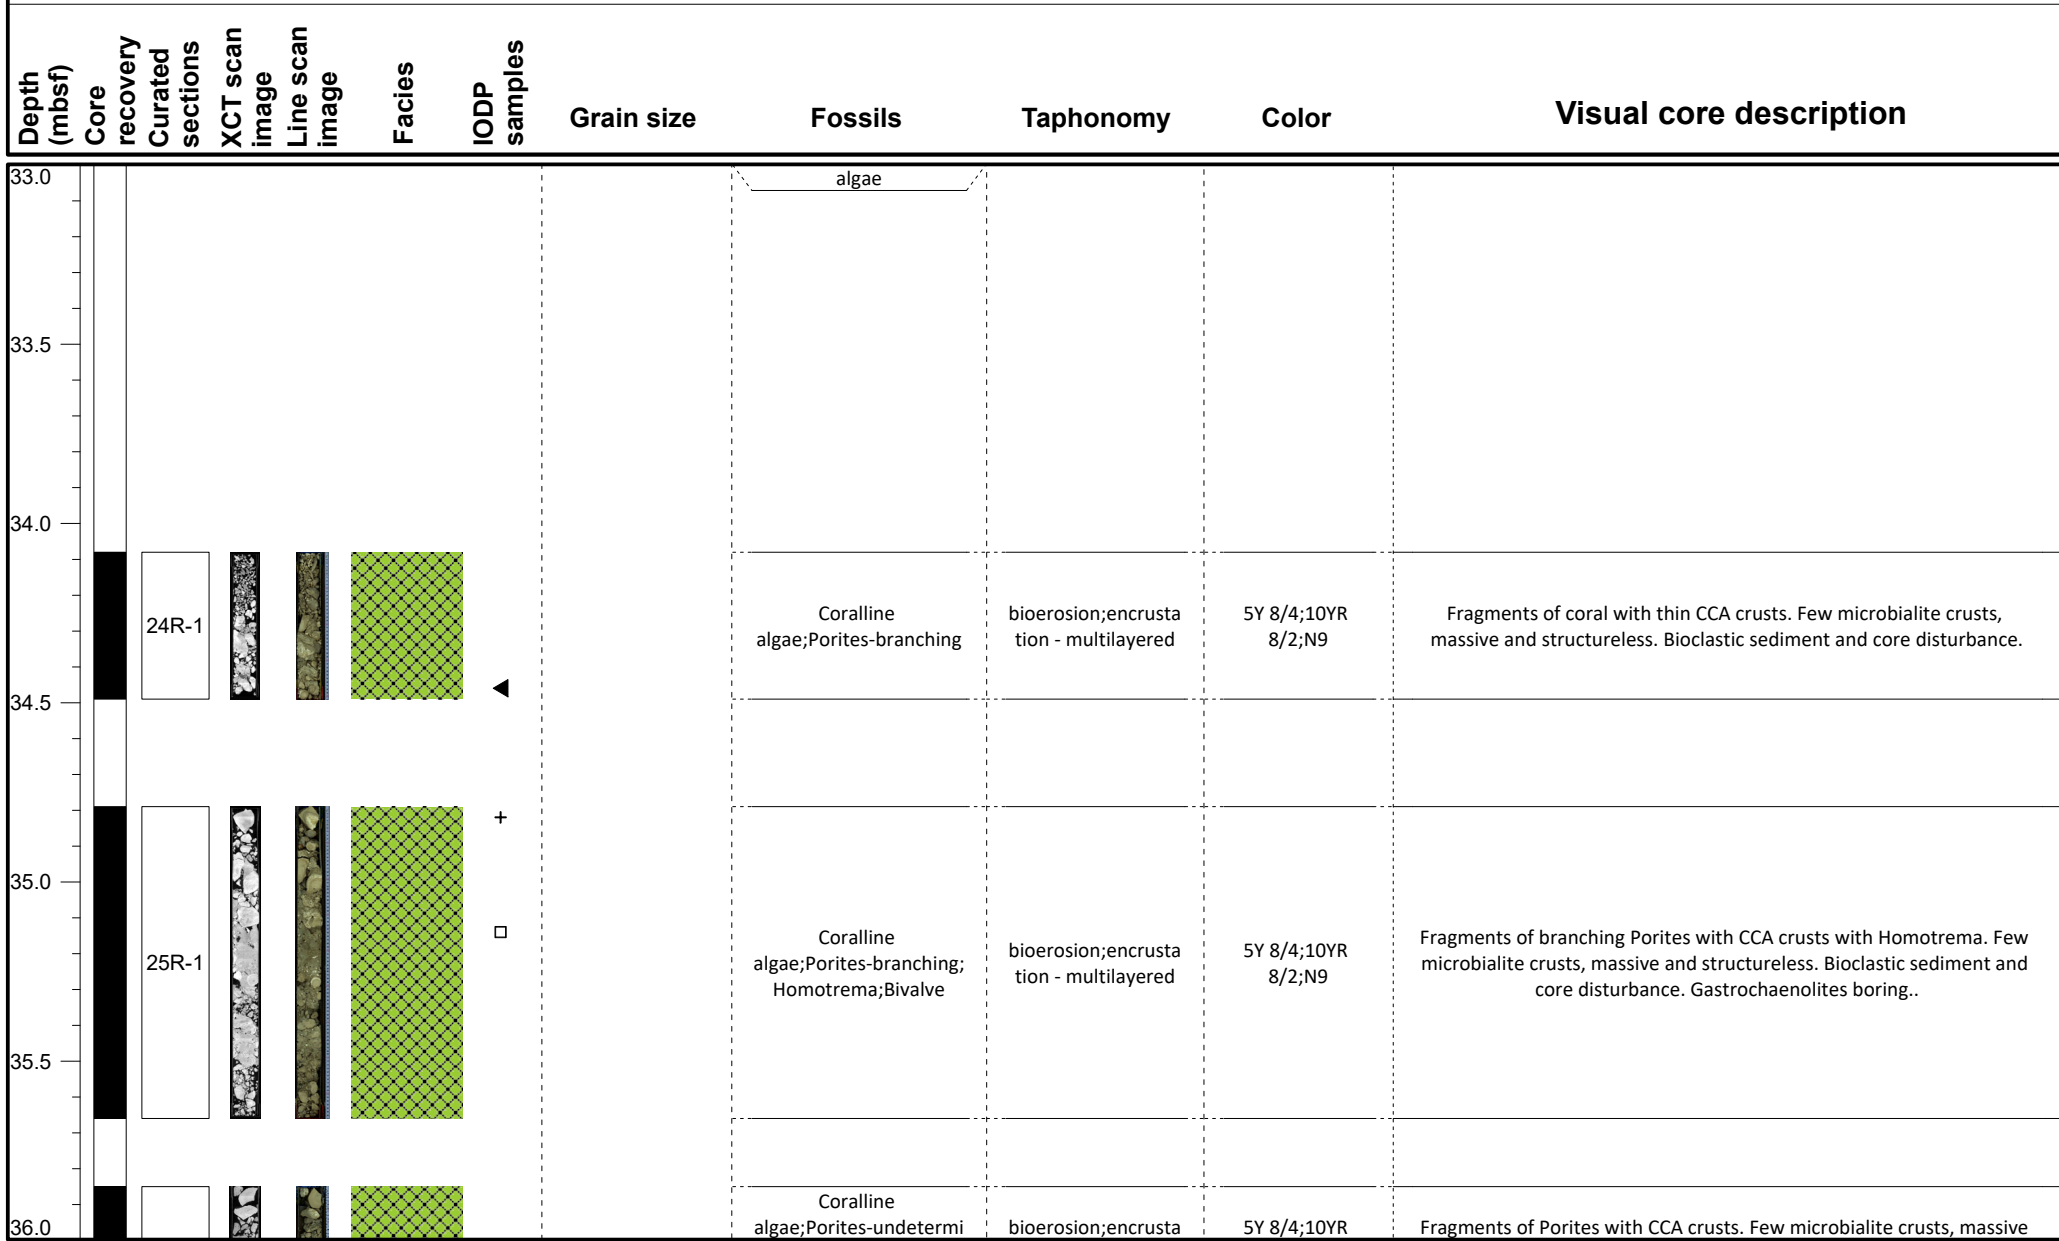 Depth
(mbsf)
Core
recovery
Curated
sections
XCT scan
image
Line scan
image
Facies
IODP
samples
Grain size
Fossils
Taphonomy
Color
Visual core description
33.0
algae
33.5
34.0
24R-1
Coralline
algae;Porites-branching
bioerosion;encrusta
tion - multilayered
5Y 8/4;10YR
8/2;N9
Fragments of coral with thin CCA crusts. Few microbialite crusts,
massive and structureless. Bioclastic sediment and core disturbance.
34.5
35.0
25R-1
Coralline
algae;Porites-branching;
Homotrema;Bivalve
bioerosion;encrusta
tion - multilayered
5Y 8/4;10YR
8/2;N9
Fragments of branching Porites with CCA crusts with Homotrema. Few
microbialite crusts, massive and structureless. Bioclastic sediment and
core disturbance. Gastrochaenolites boring..
35.5
36.0
Coralline
algae;Porites-undetermi
bioerosion;encrusta
5Y 8/4;10YR
Fragments of Porites with CCA crusts. Few microbialite crusts, massive